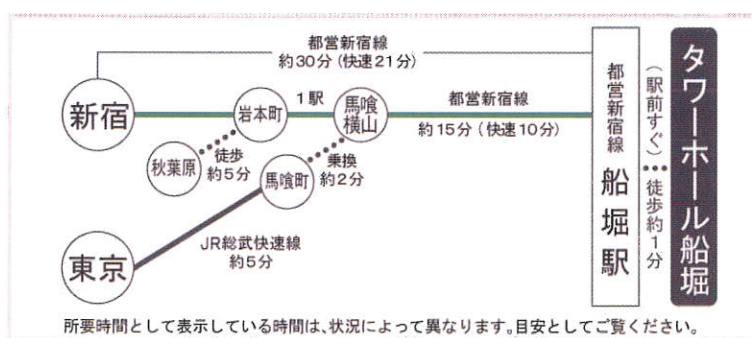 都営新宿線
約30分（快速21分）
新宿
岩本町
1駅
馬喰
横山
都営新宿線
約15分（快速10分）
秋葉原
徒歩
約5分
馬喰町
乗換
約2分
東京
JR総武快速線
約5分
都営新宿線 船堀駅
（駅前すぐ）•••徒歩約1分
タワーホール船堀
所要時間として表示している時間は、状況によって異なります。目安としてご覧ください。